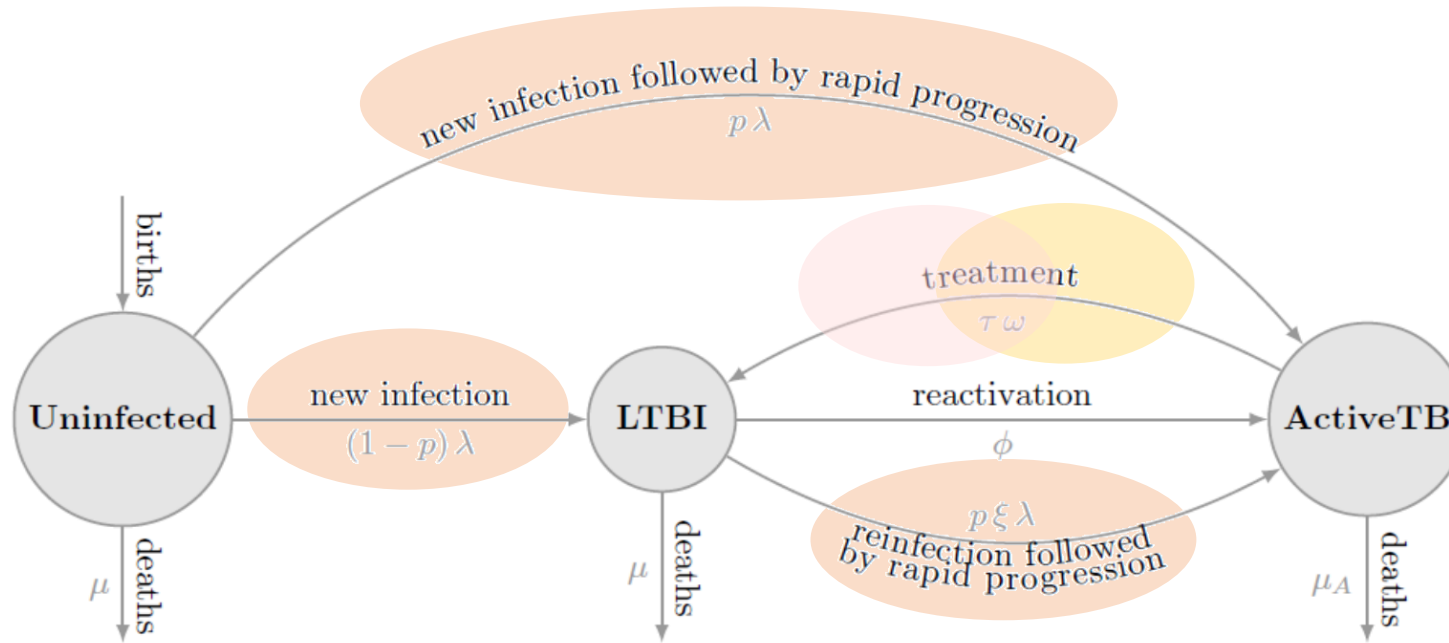 new infection followed by rapid progression
p λ
births
treatment
τ ω
new infection
(1 − p) λ
reactivation
ϕ
Uninfected
LTBI
ActiveTB
p ξ λ
reinfection followed
by rapid progression
μ
deaths
μ
deaths
μ_A
deaths